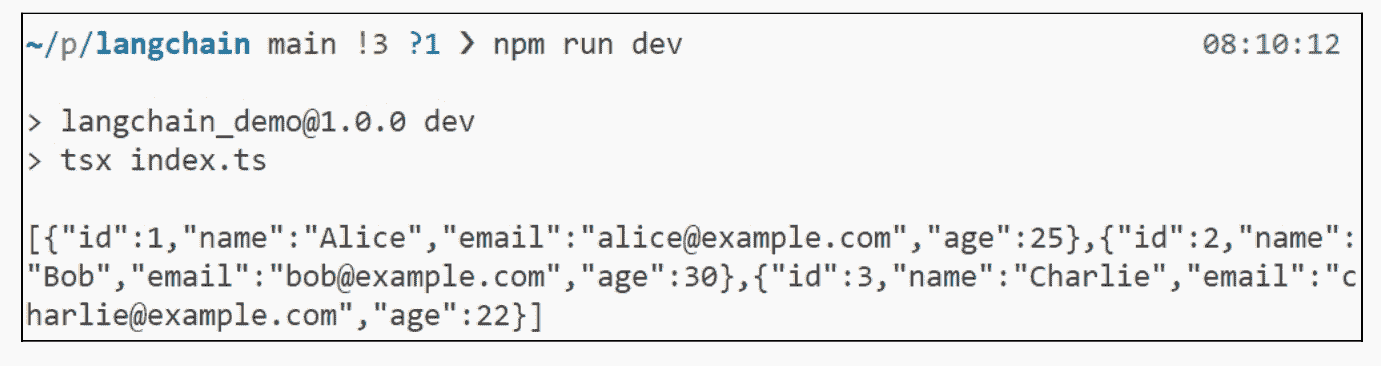 ~/p/langchain main !3 ?1 ❯ npm run dev 08:10:12
> langchain_demo@1.0.0 dev
> tsx index.ts
[{"id":1,"name":"Alice","email":"alice@example.com","age":25},{"id":2,"name":
"Bob","email":"bob@example.com","age":30},{"id":3,"name":"Charlie","email":"c
harlie@example.com","age":22}]